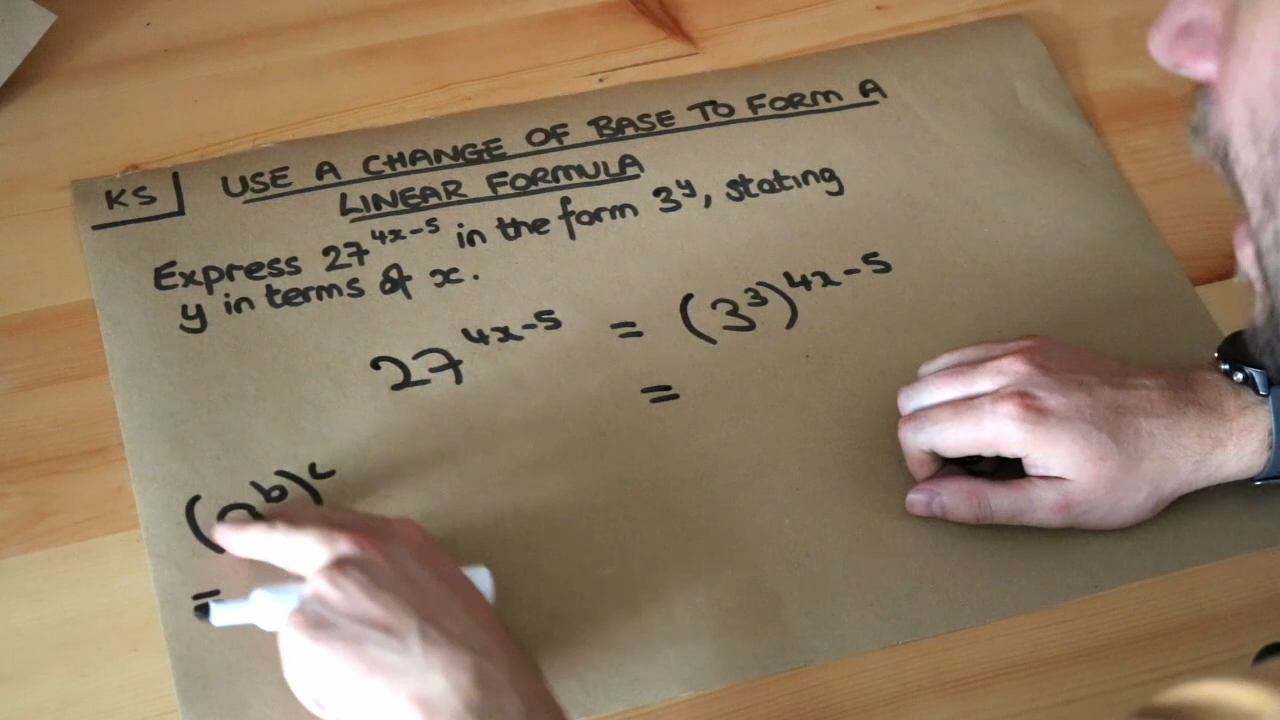 KS
USE A CHANGE OF BASE TO FORM A
LINEAR FORMULA
Express 27^{4x-5} in the form 3^y, stating
y in terms of x.
27^{4x-5} = (3^3)^{4x-5}
=
(a^b)^c
=